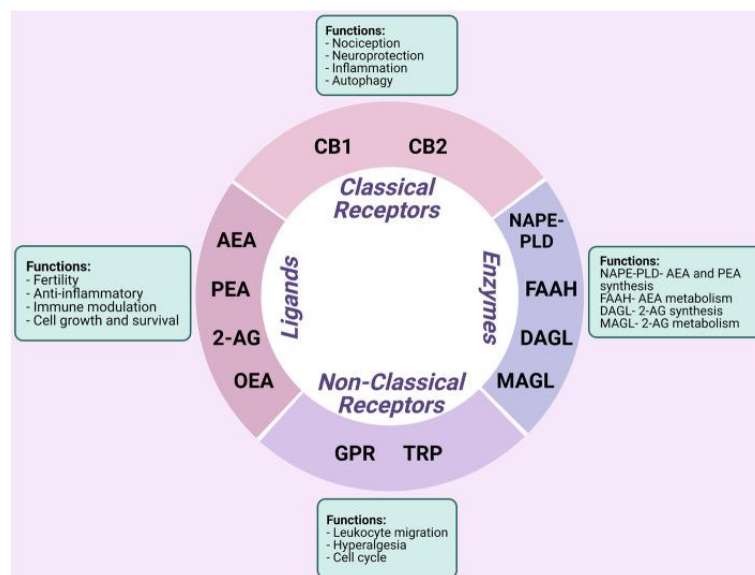 Functions:
- Nociception
- Neuroprotection
- Inflammation
- Autophagy
CB1 CB2
Classical
Receptors
AEA
PEA
2-AG
OEA
Ligands
Functions:
- Fertility
- Anti-inflammatory
- Immune modulation
- Cell growth and survival
Enzymes
NAPE-
PLD
FAAH
DAGL
MAGL
Functions:
NAPE-PLD- AEA and PEA
synthesis
FAAH- AEA metabolism
DAGL- 2-AG synthesis
MAGL- 2-AG metabolism
Non-Classical
Receptors
GPR TRP
Functions:
- Leukocyte migration
- Hyperalgesia
- Cell cycle